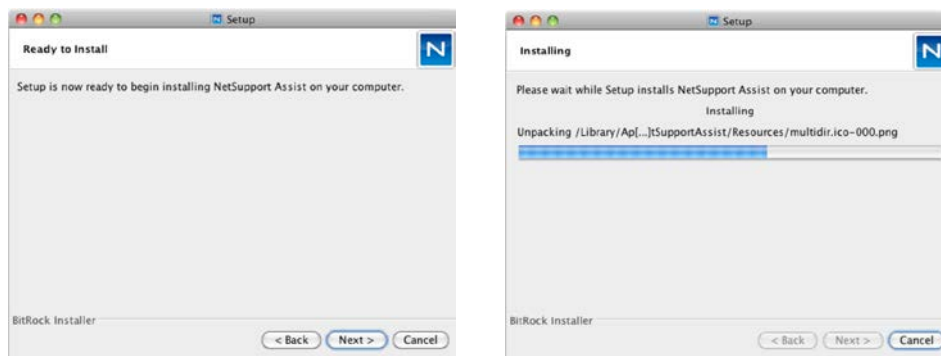 Setup
Ready to Install
N
Setup is now ready to begin installing NetSupport Assist on your computer.
BitRock Installer
< Back
Next >
Cancel
Setup
Installing
N
Please wait while Setup installs NetSupport Assist on your computer.
Installing
Unpacking /Library/Ap[...]tSupportAssist/Resources/multidir.ico-000.png
BitRock Installer
< Back
Next >
Cancel